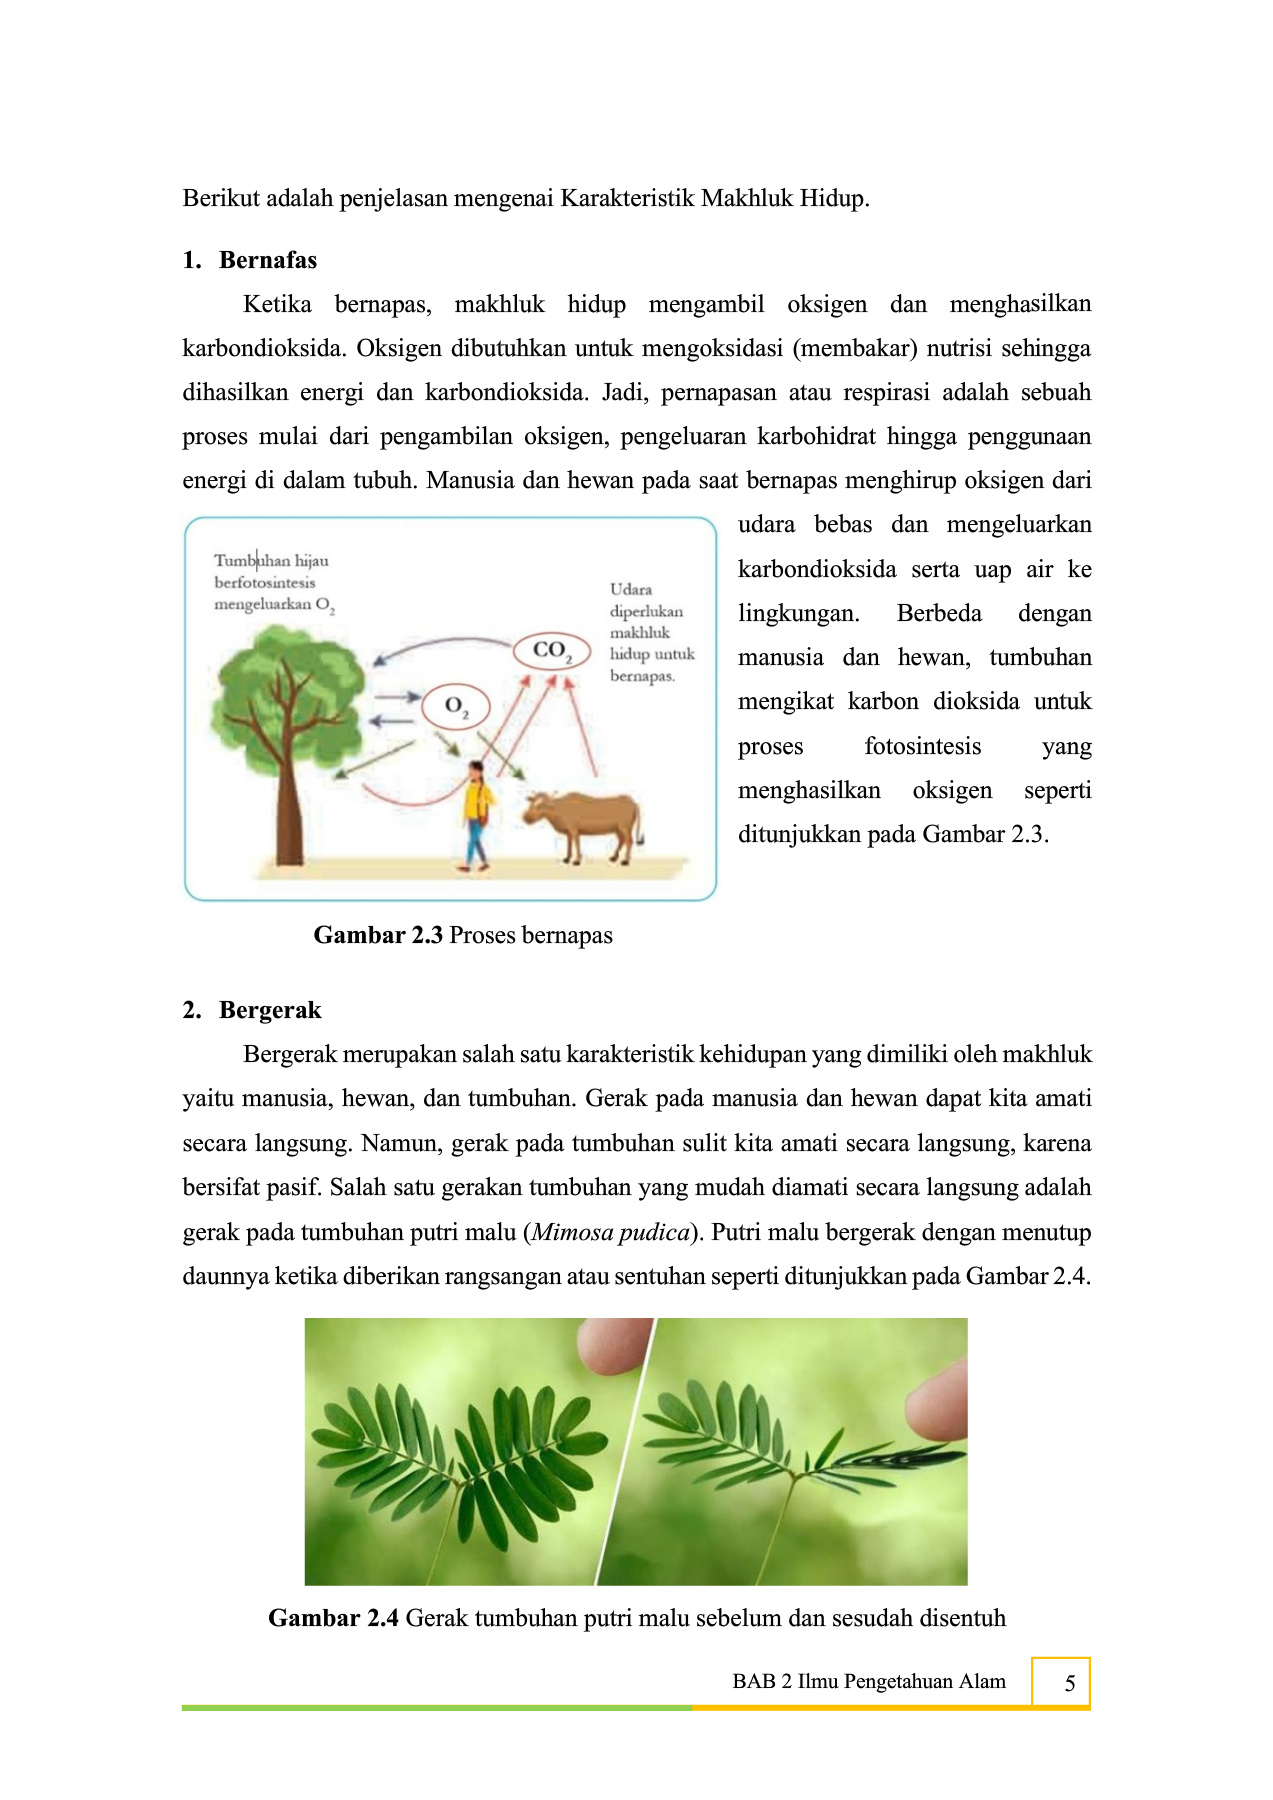 Berikut adalah penjelasan mengenai Karakteristik Makhluk Hidup.
1. Bernafas
Ketika bernapas, makhluk hidup mengambil oksigen dan menghasilkan
karbondioksida. Oksigen dibutuhkan untuk mengoksidasi (membakar) nutrisi sehingga
dihasilkan energi dan karbondioksida. Jadi, pernapasan atau respirasi adalah sebuah
proses mulai dari pengambilan oksigen, pengeluaran karbohidrat hingga penggunaan
energi di dalam tubuh. Manusia dan hewan pada saat bernapas menghirup oksigen dari
udara bebas dan mengeluarkan
karbondioksida serta uap air ke
lingkungan. Berbeda dengan
manusia dan hewan, tumbuhan
mengikat karbon dioksida untuk
proses fotosintesis yang
menghasilkan oksigen seperti
ditunjukkan pada Gambar 2.3.
Tumbuhan hijau
berfotosintesis
mengeluarkan O₂
Udara
diperlukan
makhluk
hidup untuk
bernapas.
CO₂
O₂
Gambar 2.3 Proses bernapas
2. Bergerak
Bergerak merupakan salah satu karakteristik kehidupan yang dimiliki oleh makhluk
yaitu manusia, hewan, dan tumbuhan. Gerak pada manusia dan hewan dapat kita amati
secara langsung. Namun, gerak pada tumbuhan sulit kita amati secara langsung, karena
bersifat pasif. Salah satu gerakan tumbuhan yang mudah diamati secara langsung adalah
gerak pada tumbuhan putri malu (Mimosa pudica). Putri malu bergerak dengan menutup
daunnya ketika diberikan rangsangan atau sentuhan seperti ditunjukkan pada Gambar 2.4.
Gambar 2.4 Gerak tumbuhan putri malu sebelum dan sesudah disentuh
BAB 2 Ilmu Pengetahuan Alam 5